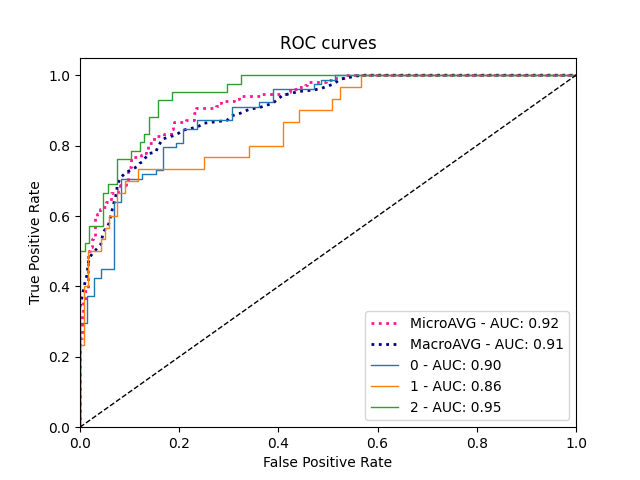 ROC curves
True Positive Rate
1.0
0.8
0.6
0.4
0.2
0.0
0.0 0.2 0.4 0.6 0.8 1.0
False Positive Rate
MicroAVG - AUC: 0.92
MacroAVG - AUC: 0.91
0 - AUC: 0.90
1 - AUC: 0.86
2 - AUC: 0.95